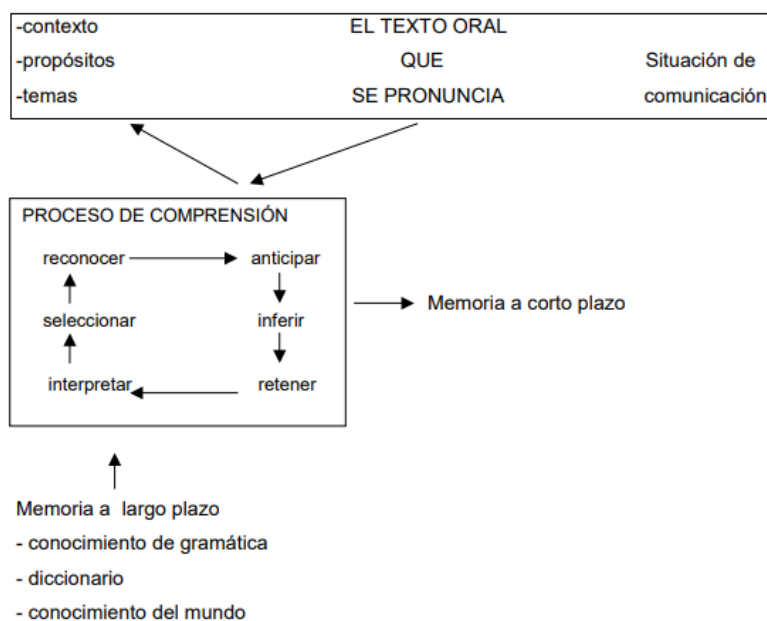 -contexto EL TEXTO ORAL
-propósitos QUE Situación de
-temas SE PRONUNCIA comunicación
PROCESO DE COMPRENSIÓN
reconocer anticipar
seleccionar inferir
interpretar retener
Memoria a corto plazo
Memoria a largo plazo
- conocimiento de gramática
- diccionario
- conocimiento del mundo